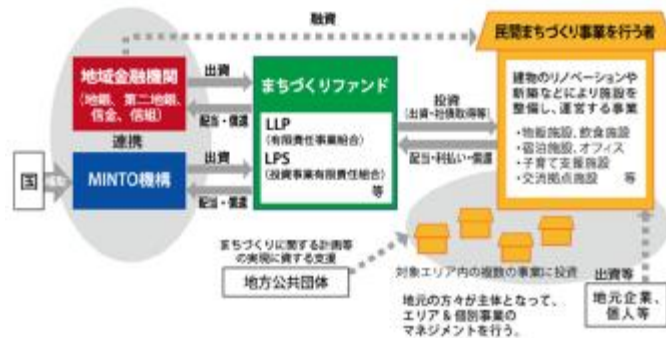 融資
民間まちづくり事業を行う者
地域金融機関
(地銀、第二地銀、
信金、信組)
出資
配当・償還
まちづくりファンド
LLP
(有限責任事業組合)
LPS
(投資事業有限責任組合)
等
投資
(出資・社債取得等)
配当・利払い・償還
建物のリノベーションや
新築などにより施設を
整備し、運営する事業
・物販施設、飲食施設
・宿泊施設、オフィス
・子育て支援施設
・交流拠点施設 等
連携
国
MINTO機構
出資
配当・償還
まちづくりに関する計画等
の実現に資する支援
地方公共団体
対象エリア内の複数の事業に投資
地元の方々が主体となって、
エリア&個別事業の
マネジメントを行う。
出資等
地元企業、
個人等